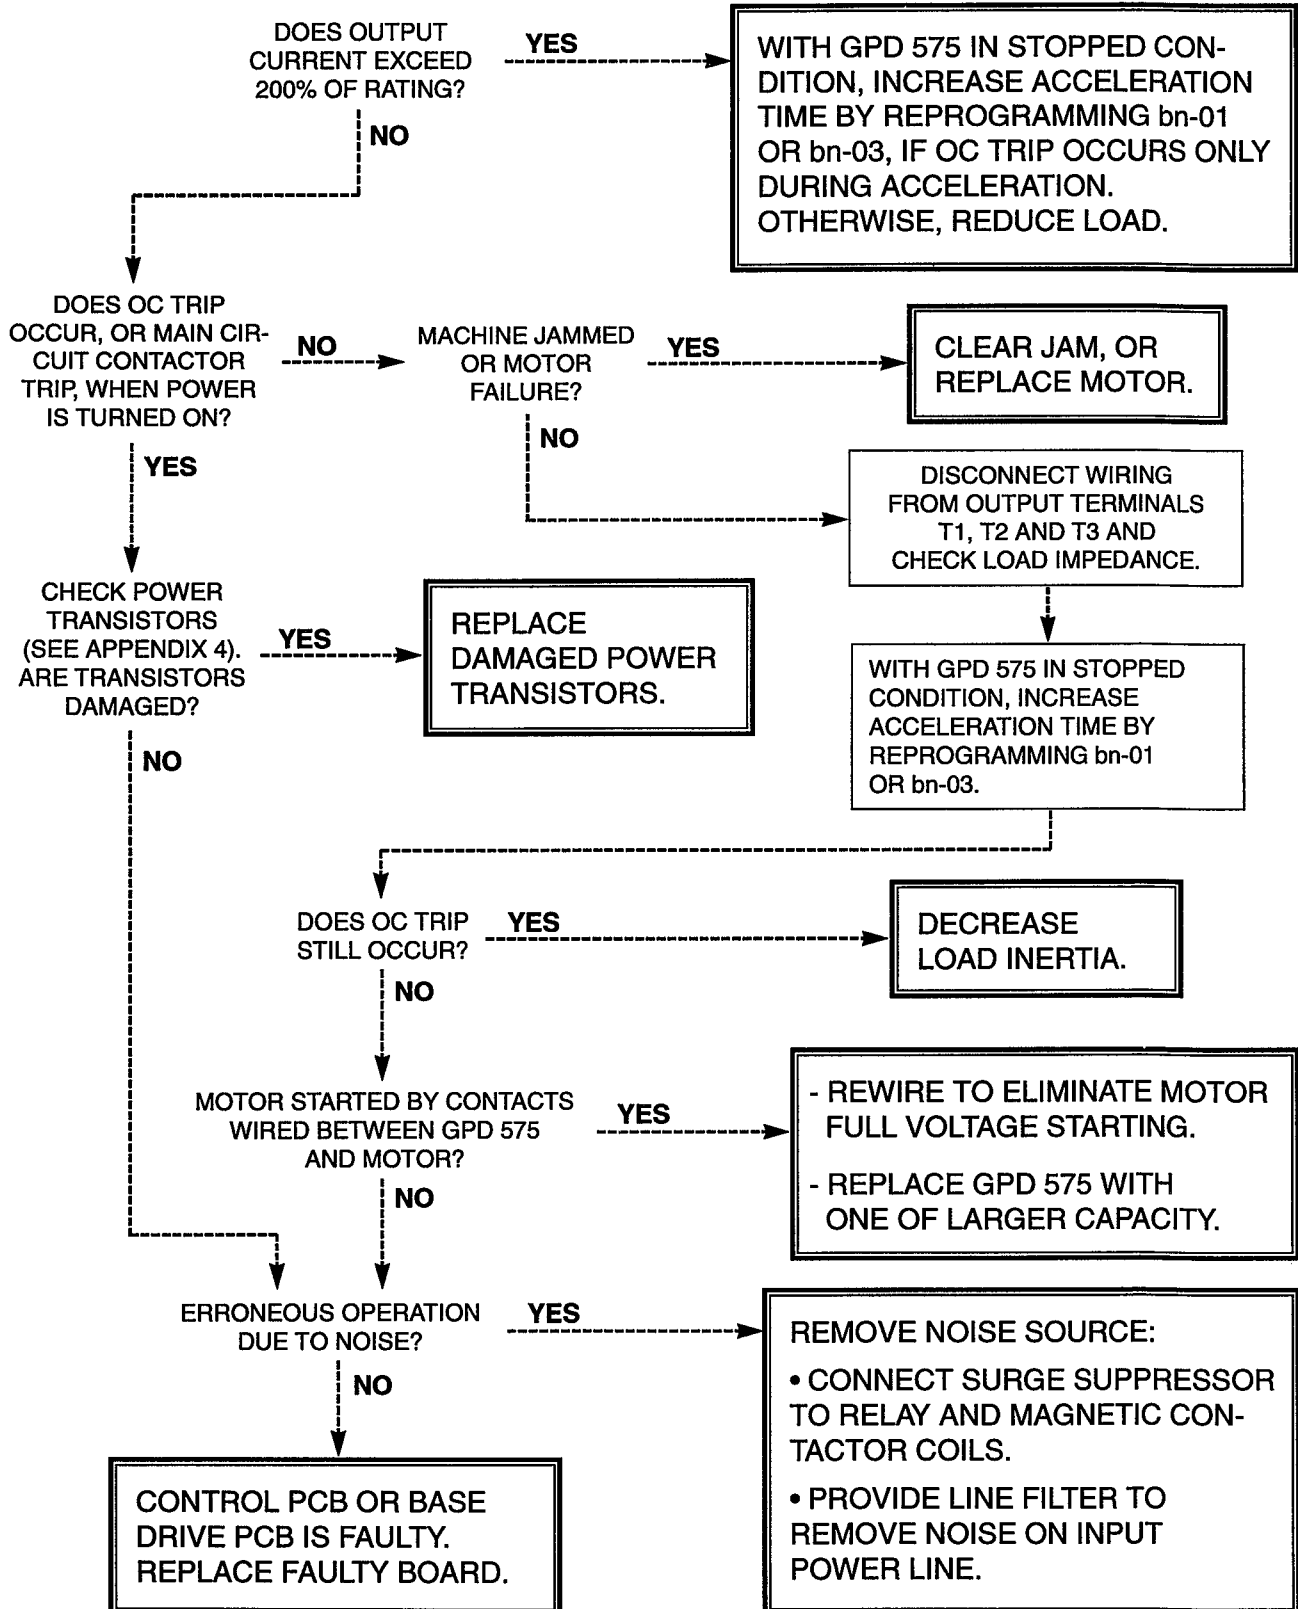 DOES OUTPUT
CURRENT EXCEED
200% OF RATING?
YES
WITH GPD 575 IN STOPPED CON-
DITION, INCREASE ACCELERATION
TIME BY REPROGRAMMING bn-01
OR bn-03, IF OC TRIP OCCURS ONLY
DURING ACCELERATION.
OTHERWISE, REDUCE LOAD.
NO
DOES OC TRIP
OCCUR, OR MAIN CIR-
CUIT CONTACTOR
TRIP, WHEN POWER
IS TURNED ON?
NO
MACHINE JAMMED
OR MOTOR
FAILURE?
YES
CLEAR JAM, OR
REPLACE MOTOR.
NO
YES
DISCONNECT WIRING
FROM OUTPUT TERMINALS
T1, T2 AND T3 AND
CHECK LOAD IMPEDANCE.
CHECK POWER
TRANSISTORS
(SEE APPENDIX 4).
ARE TRANSISTORS
DAMAGED?
YES
REPLACE
DAMAGED POWER
TRANSISTORS.
WITH GPD 575 IN STOPPED
CONDITION, INCREASE
ACCELERATION TIME BY
REPROGRAMMING bn-01
OR bn-03.
NO
DOES OC TRIP
STILL OCCUR?
YES
DECREASE
LOAD INERTIA.
NO
MOTOR STARTED BY CONTACTS
WIRED BETWEEN GPD 575
AND MOTOR?
YES
- REWIRE TO ELIMINATE MOTOR
FULL VOLTAGE STARTING.
- REPLACE GPD 575 WITH
ONE OF LARGER CAPACITY.
NO
ERRONEOUS OPERATION
DUE TO NOISE?
YES
REMOVE NOISE SOURCE:
• CONNECT SURGE SUPPRESSOR
TO RELAY AND MAGNETIC CON-
TACTOR COILS.
• PROVIDE LINE FILTER TO
REMOVE NOISE ON INPUT
POWER LINE.
NO
CONTROL PCB OR BASE
DRIVE PCB IS FAULTY.
REPLACE FAULTY BOARD.